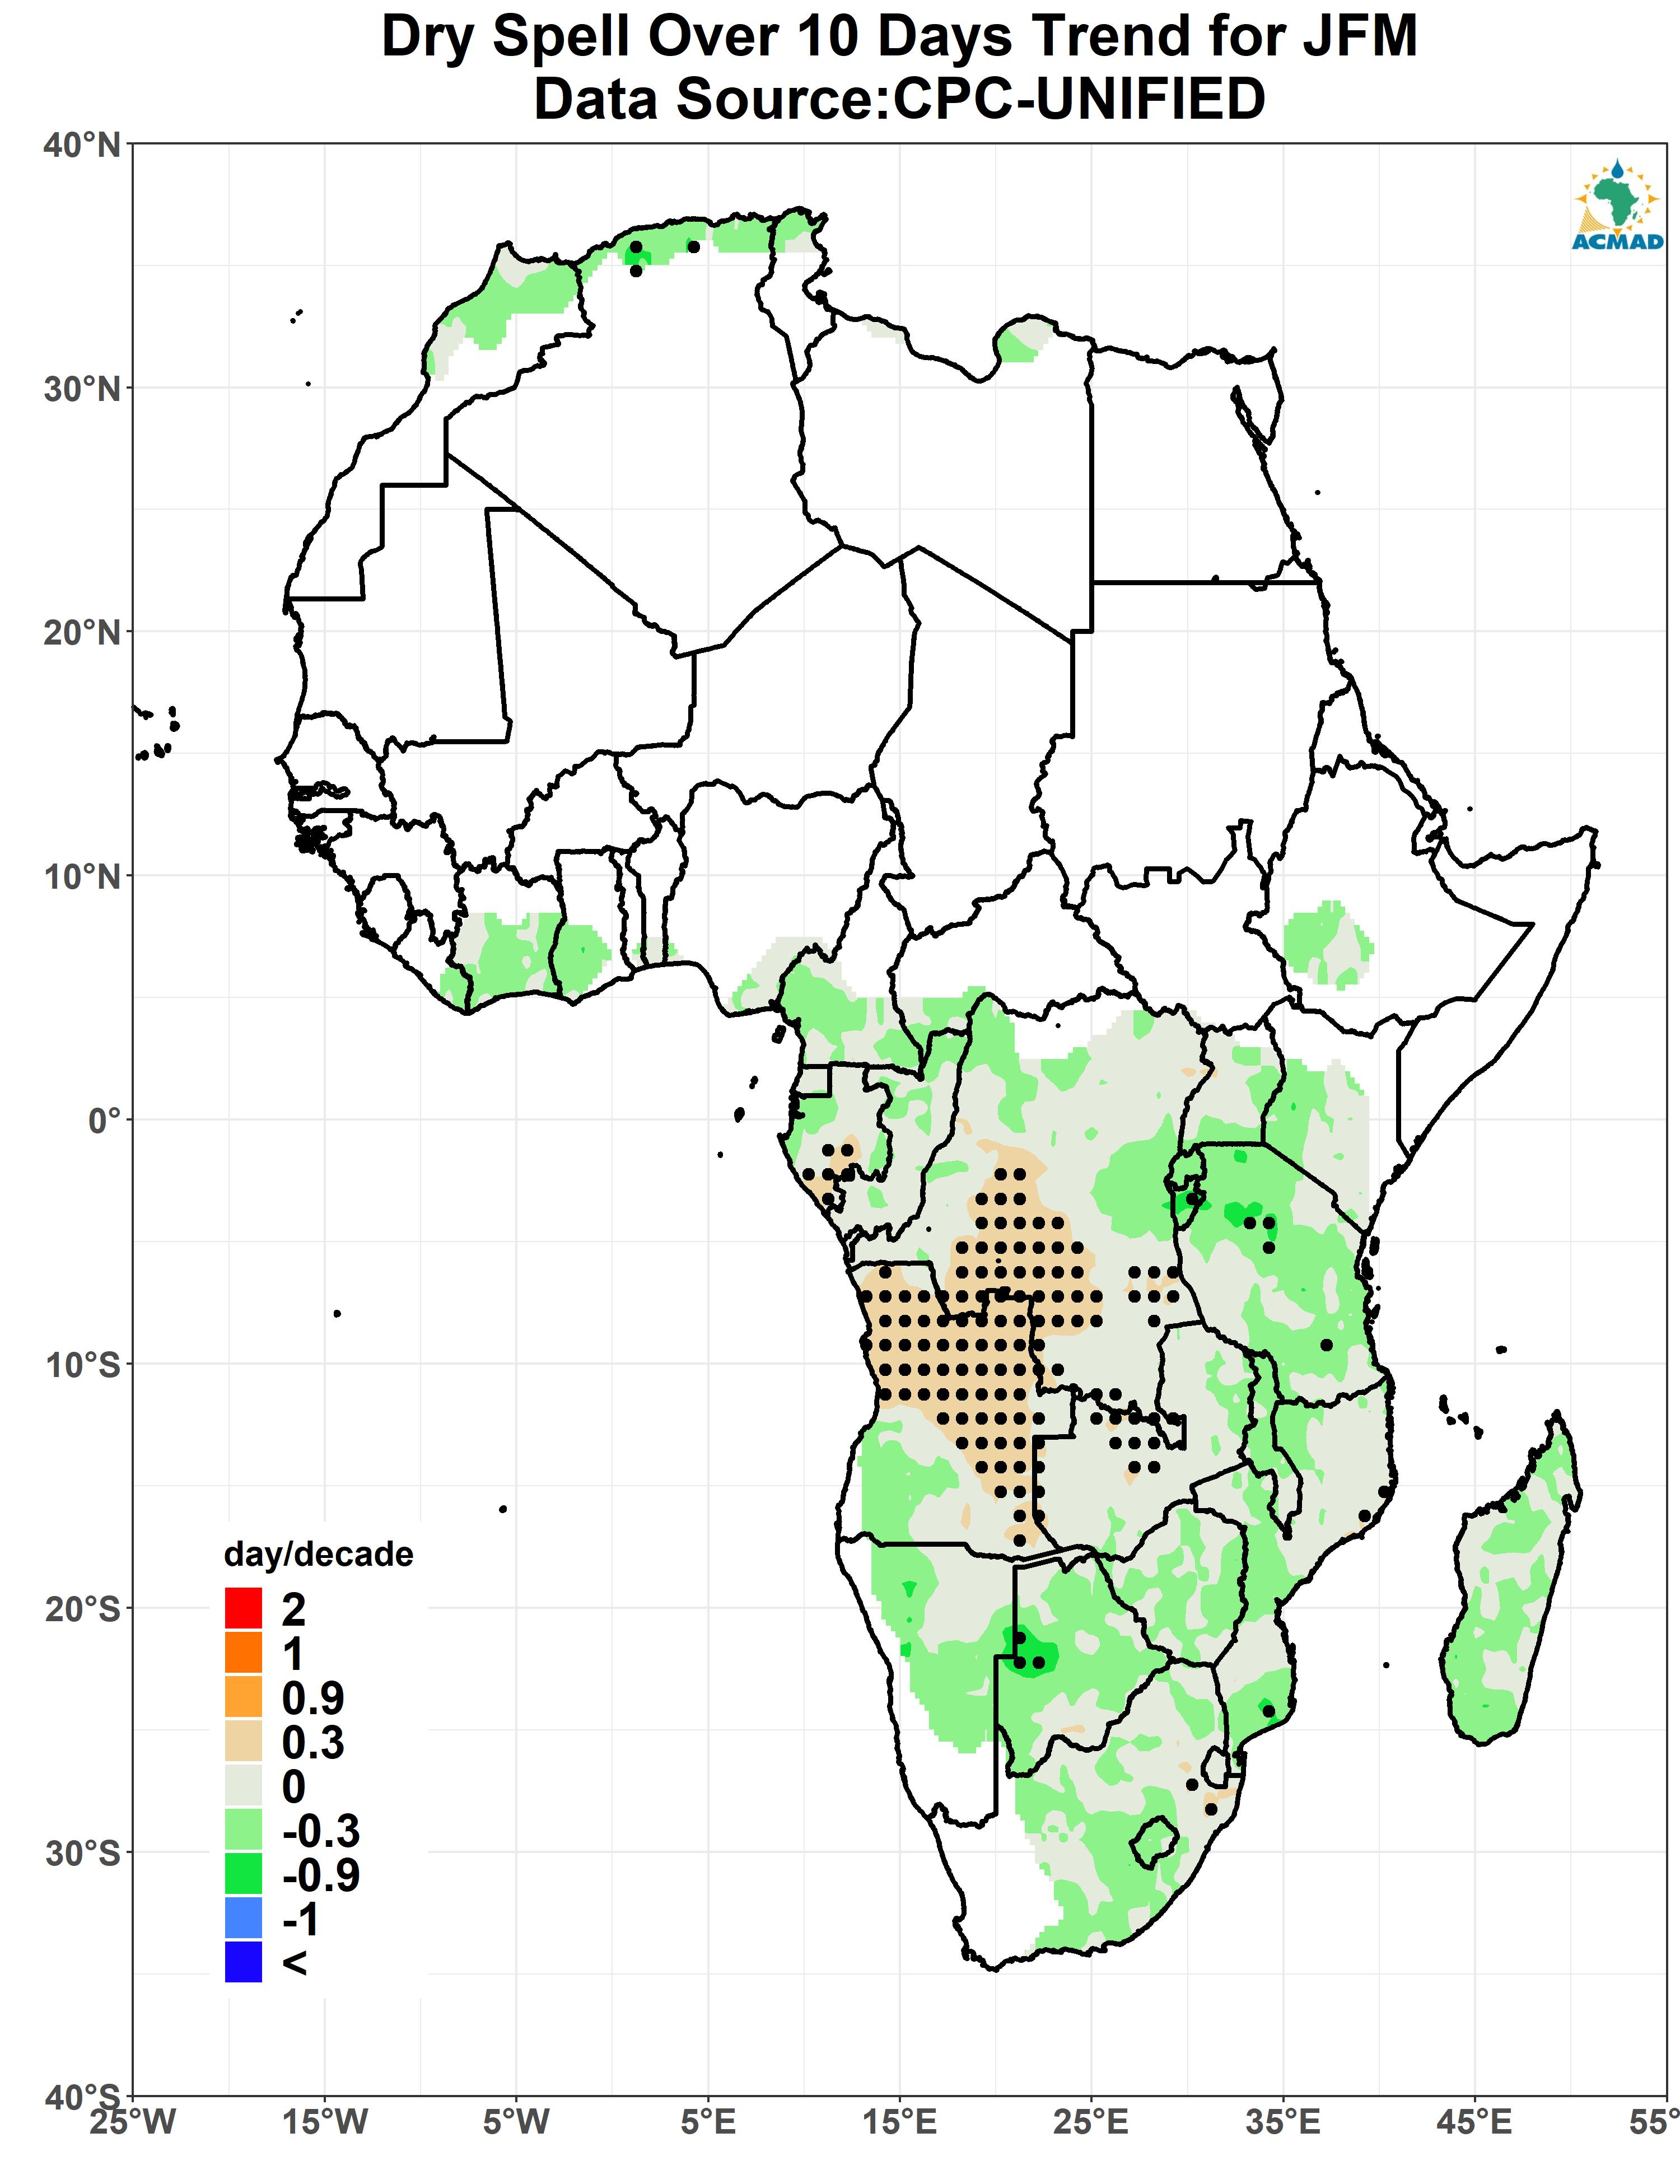 Dry Spell Over 10 Days Trend for JFM
Data Source:CPC-UNIFIED
40°N
ACMAD
30°N
20°N
10°N
0°
10°S
day/decade
2
20°S
1
0.9
0.3
0
-0.3
30°S
-0.9
-1
<
40°S
25°W 15°W 5°W 5°E 15°E 25°E 35°E 45°E 55°